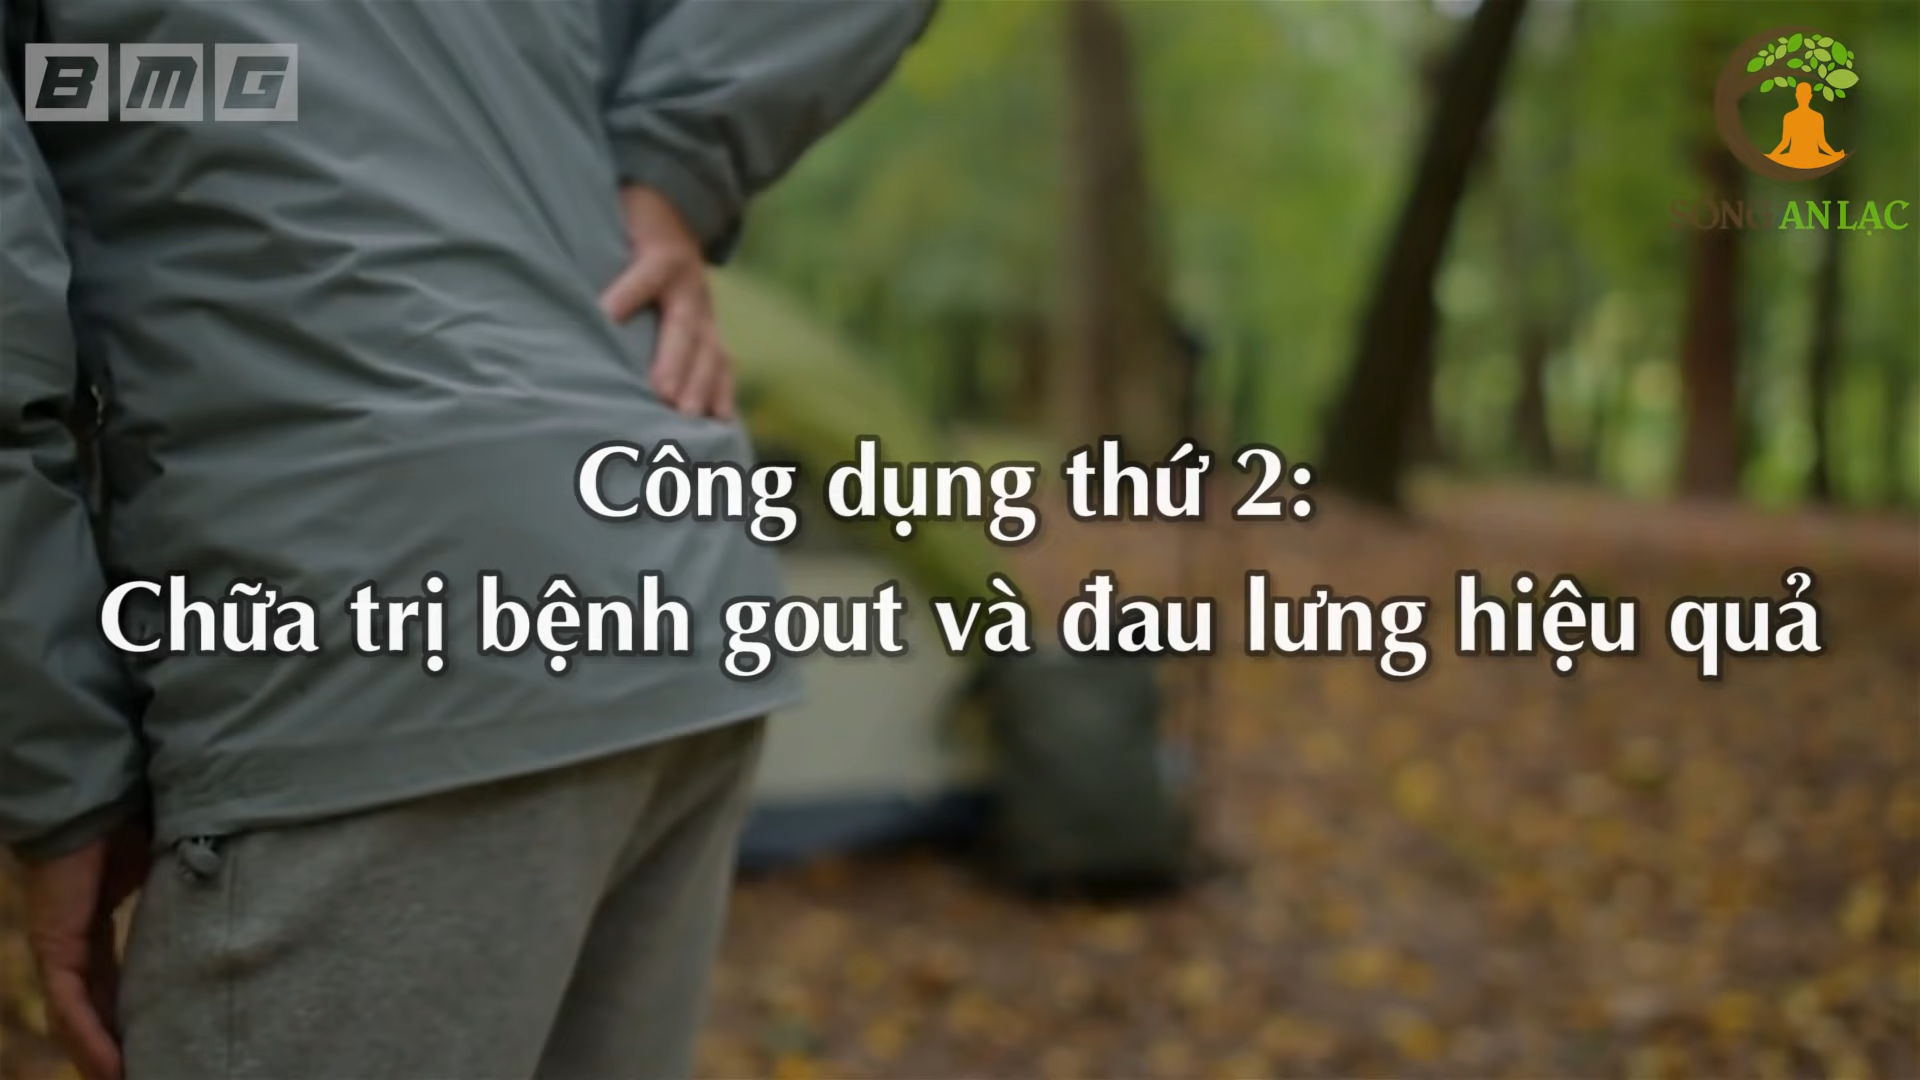 BMG
SỐNG AN LẠC
Công dụng thứ 2:
Chữa trị bệnh gout và đau lưng hiệu quả